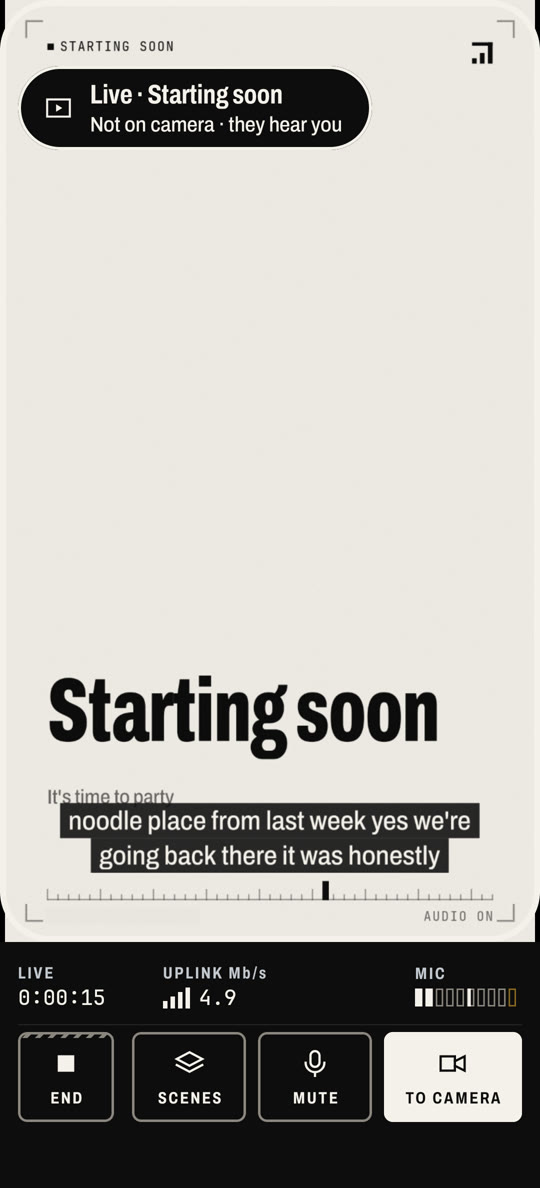 STARTING SOON
Live · Starting soon
Not on camera · they hear you
Starting soon
It's time to party
noodle place from last week yes we're
going back there it was honestly
AUDIO ON
LIVE
UPLINK Mb/s
MIC
0:00:15
4.9
END
SCENES
MUTE
TO CAMERA